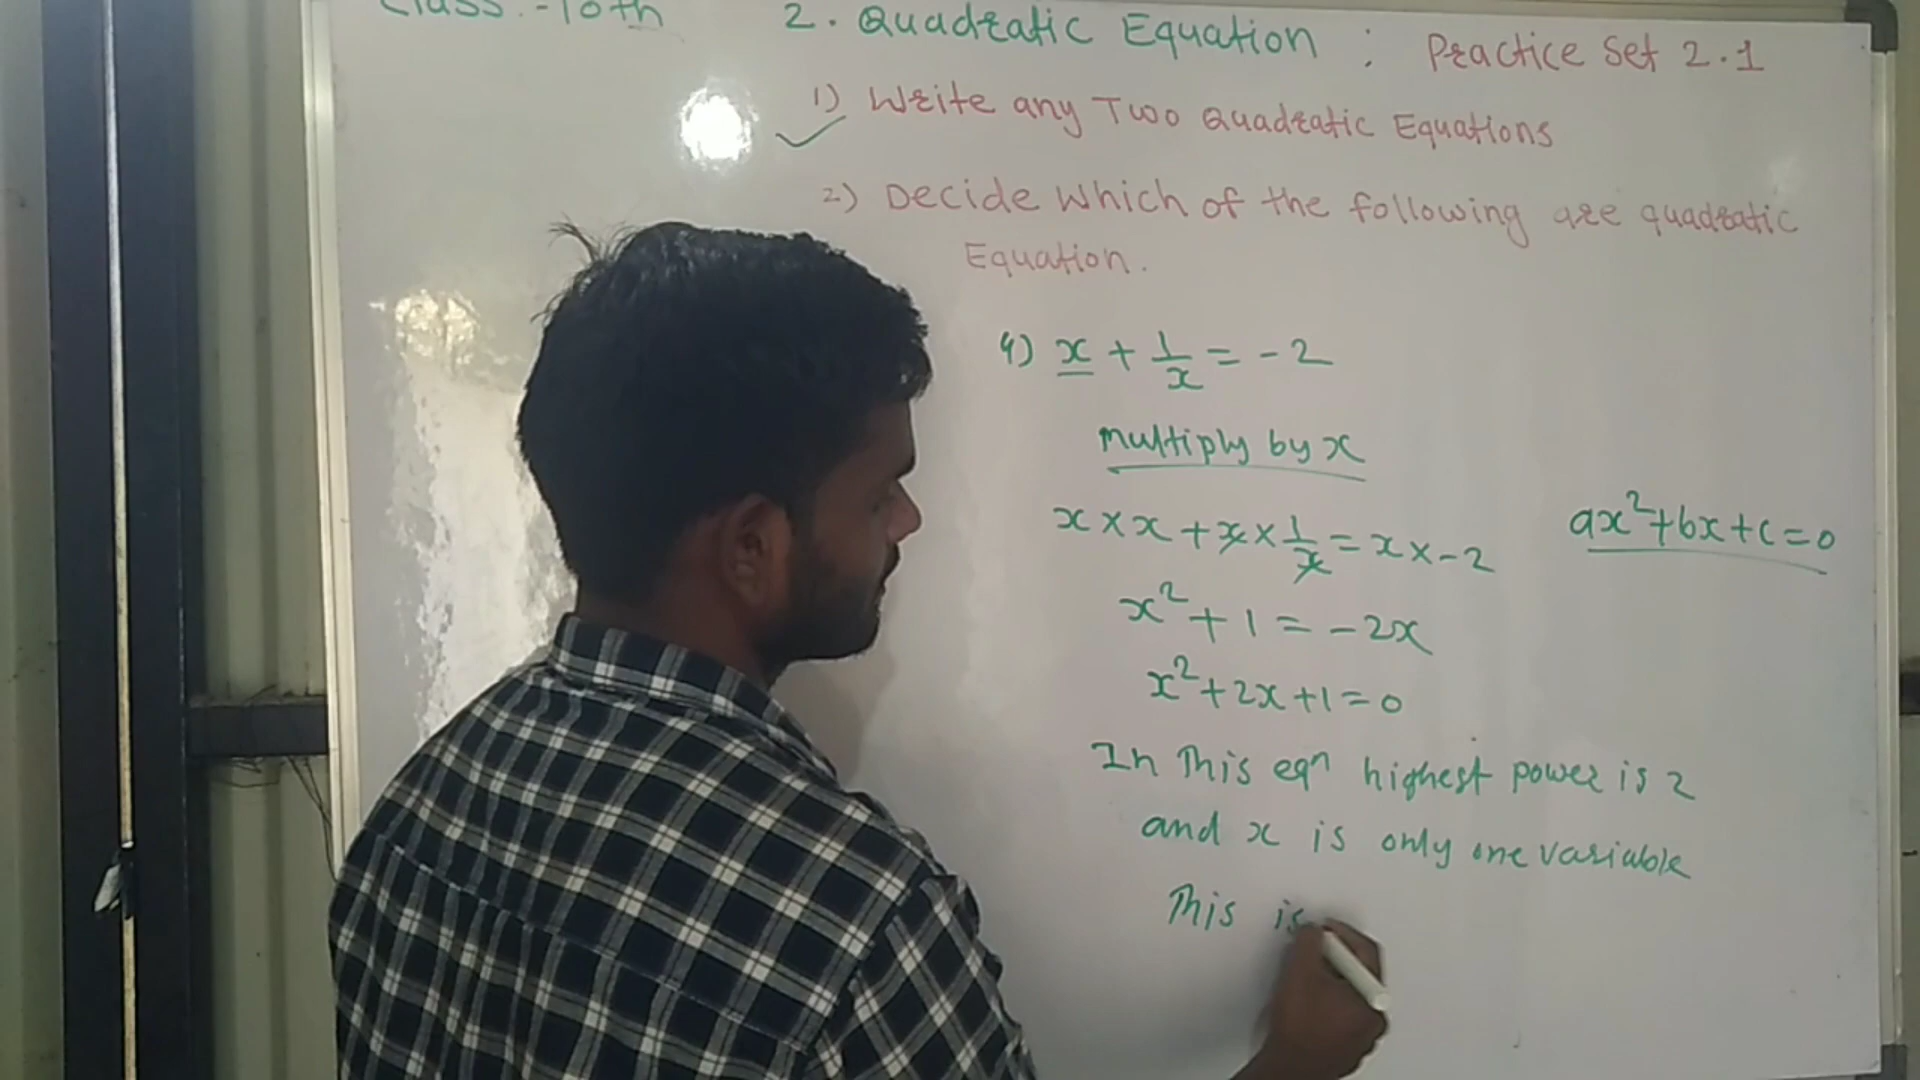 Class :- 10th 2. Quadratic Equation : Practice Set 2.1
1) Write any Two Quadratic Equations
2) Decide Which of the following are quadratic
Equation.
4) x + 1/x = -2
Multiply by x
x × x + x × 1/x = x × -2
ax²+bx+c=0
x² + 1 = -2x
x²+2x+1=0
In This eqⁿ highest power is 2
and x is only one variable
This is